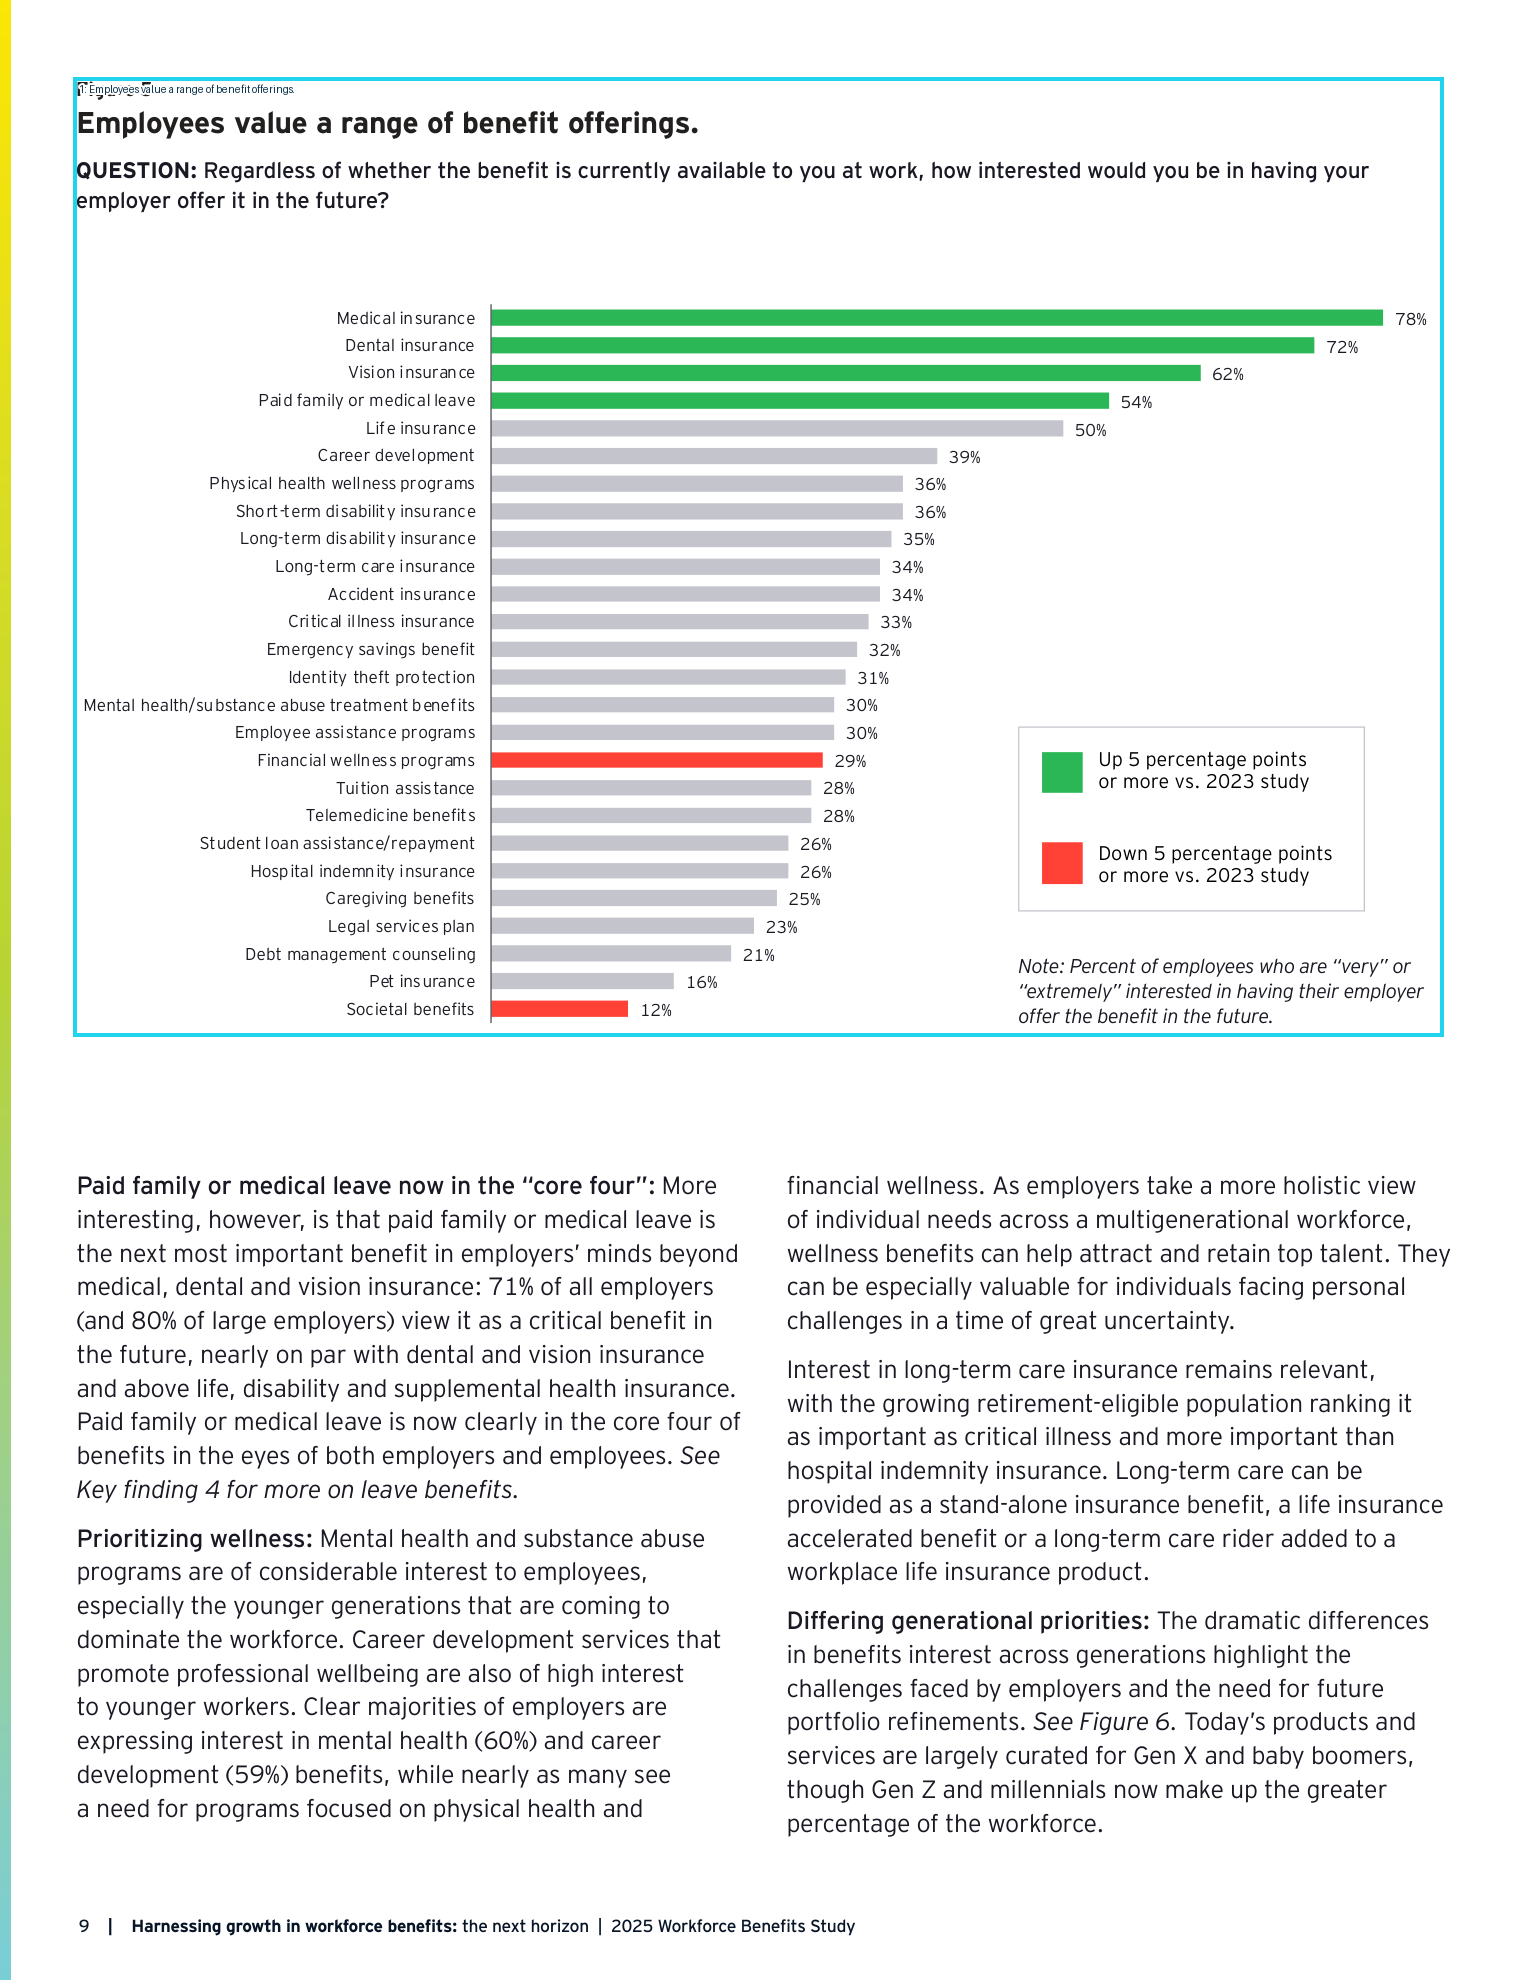 1: Employees value a range of benefit offerings.
Employees value a range of benefit offerings.
QUESTION: Regardless of whether the benefit is currently available to you at work, how interested would you be in having your
employer offer it in the future?
Medical insurance 78%
Dental insurance 72%
Vision insurance 62%
Paid family or medical leave 54%
Life insurance 50%
Career development 39%
Physical health wellness programs 36%
Short-term disability insurance 36%
Long-term disability insurance 35%
Long-term care insurance 34%
Accident insurance 34%
Critical illness insurance 33%
Emergency savings benefit 32%
Identity theft protection 31%
Mental health/substance abuse treatment benefits 30%
Employee assistance programs 30%
Financial wellness programs 29%
Tuition assistance 28%
Telemedicine benefits 28%
Student loan assistance/repayment 26%
Hospital indemnity insurance 26%
Caregiving benefits 25%
Legal services plan 23%
Debt management counseling 21%
Pet insurance 16%
Societal benefits 12%
Up 5 percentage points
or more vs. 2023 study
Down 5 percentage points
or more vs. 2023 study
Note: Percent of employees who are “very” or
“extremely” interested in having their employer
offer the benefit in the future.
Paid family or medical leave now in the “core four”: More
interesting, however, is that paid family or medical leave is
the next most important benefit in employers’ minds beyond
medical, dental and vision insurance: 71% of all employers
(and 80% of large employers) view it as a critical benefit in
the future, nearly on par with dental and vision insurance
and above life, disability and supplemental health insurance.
Paid family or medical leave is now clearly in the core four of
benefits in the eyes of both employers and employees. See
Key finding 4 for more on leave benefits.
Prioritizing wellness: Mental health and substance abuse
programs are of considerable interest to employees,
especially the younger generations that are coming to
dominate the workforce. Career development services that
promote professional wellbeing are also of high interest
to younger workers. Clear majorities of employers are
expressing interest in mental health (60%) and career
development (59%) benefits, while nearly as many see
a need for programs focused on physical health and
financial wellness. As employers take a more holistic view
of individual needs across a multigenerational workforce,
wellness benefits can help attract and retain top talent. They
can be especially valuable for individuals facing personal
challenges in a time of great uncertainty.
Interest in long-term care insurance remains relevant,
with the growing retirement-eligible population ranking it
as important as critical illness and more important than
hospital indemnity insurance. Long-term care can be
provided as a stand-alone insurance benefit, a life insurance
accelerated benefit or a long-term care rider added to a
workplace life insurance product.
Differing generational priorities: The dramatic differences
in benefits interest across generations highlight the
challenges faced by employers and the need for future
portfolio refinements. See Figure 6. Today’s products and
services are largely curated for Gen X and baby boomers,
though Gen Z and millennials now make up the greater
percentage of the workforce.
9 | Harnessing growth in workforce benefits: the next horizon | 2025 Workforce Benefits Study